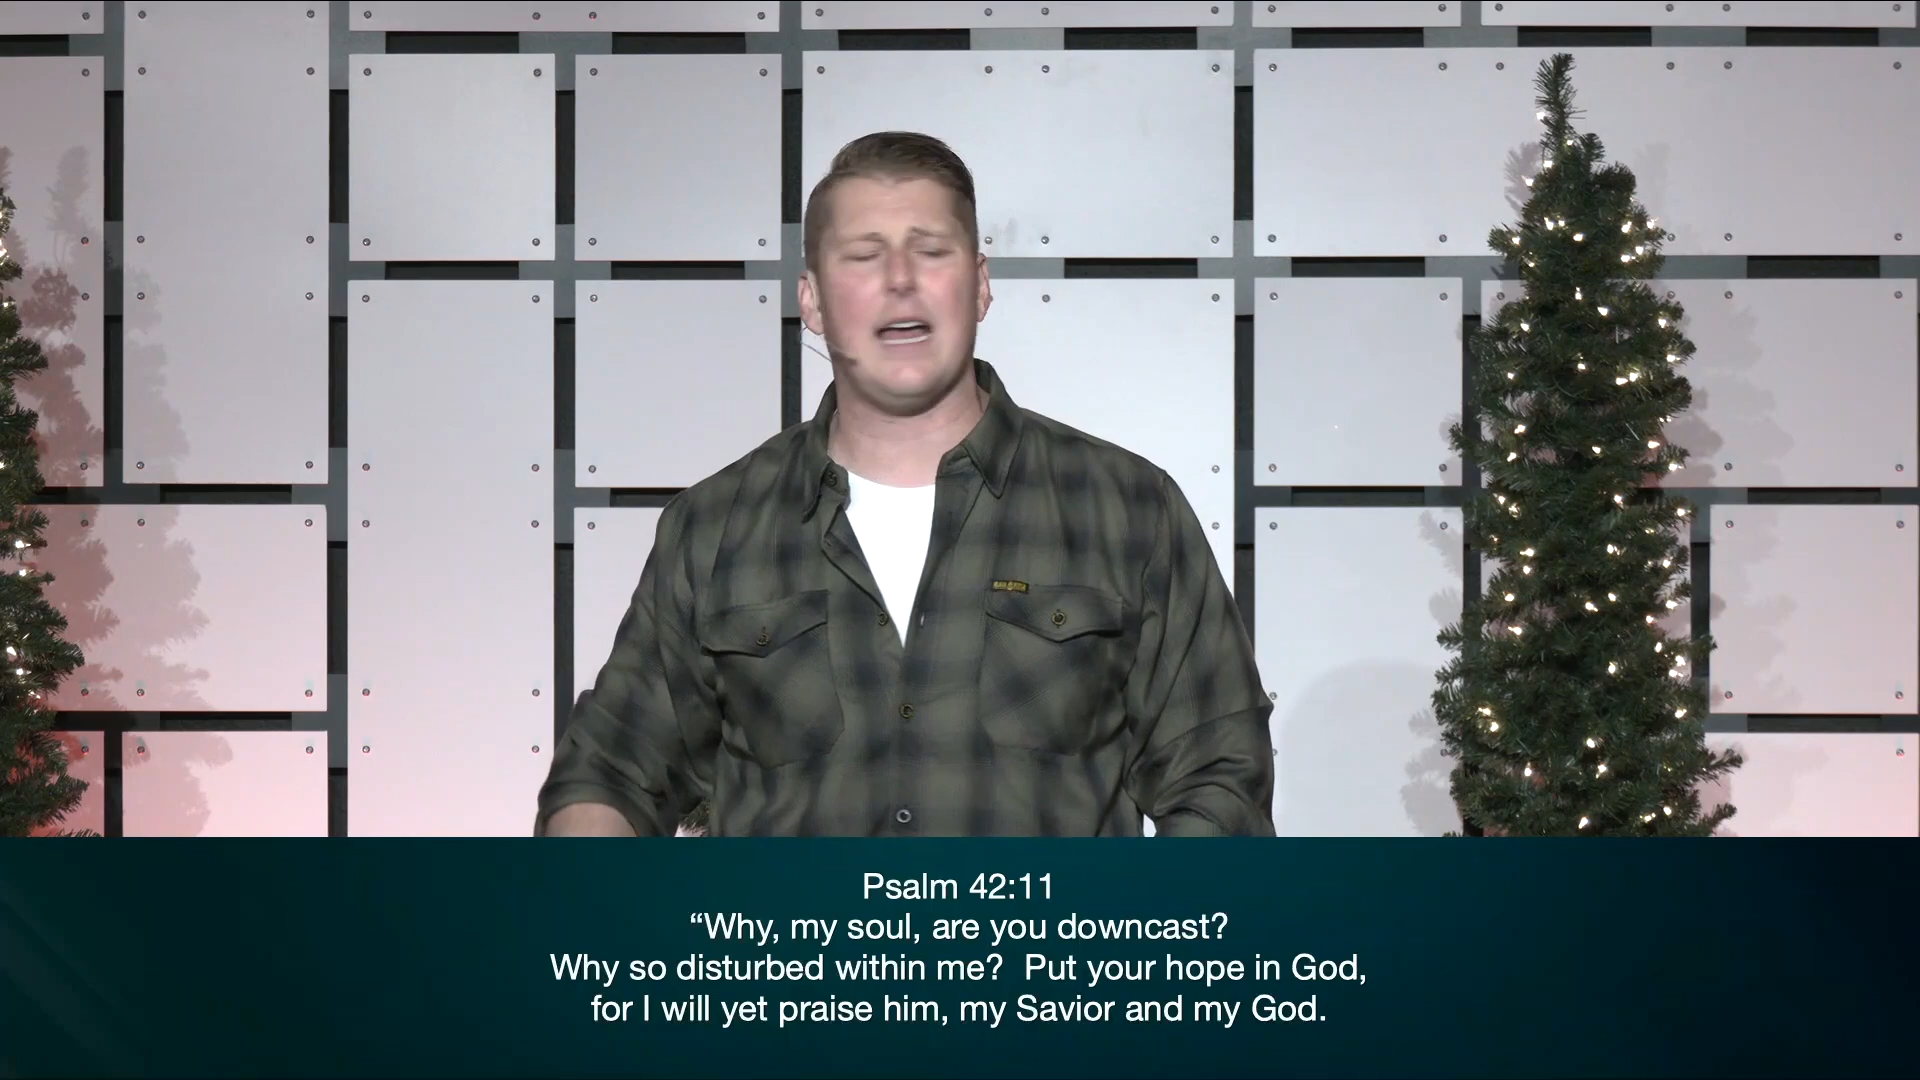 Psalm 42:11
“Why, my soul, are you downcast?
Why so disturbed within me?  Put your hope in God,
for I will yet praise him, my Savior and my God.